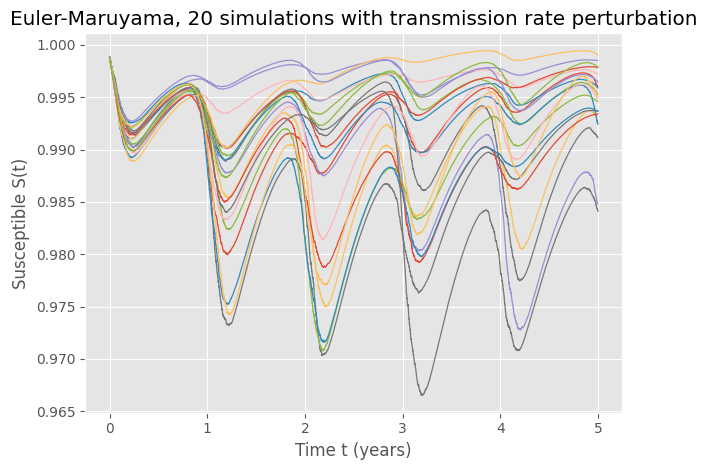 Euler-Maruyama, 20 simulations with transmission rate perturbation
1.000
0.995
0.990
0.985
0.980
0.975
0.970
0.965
Susceptible S(t)
0 1 2 3 4 5
Time t (years)